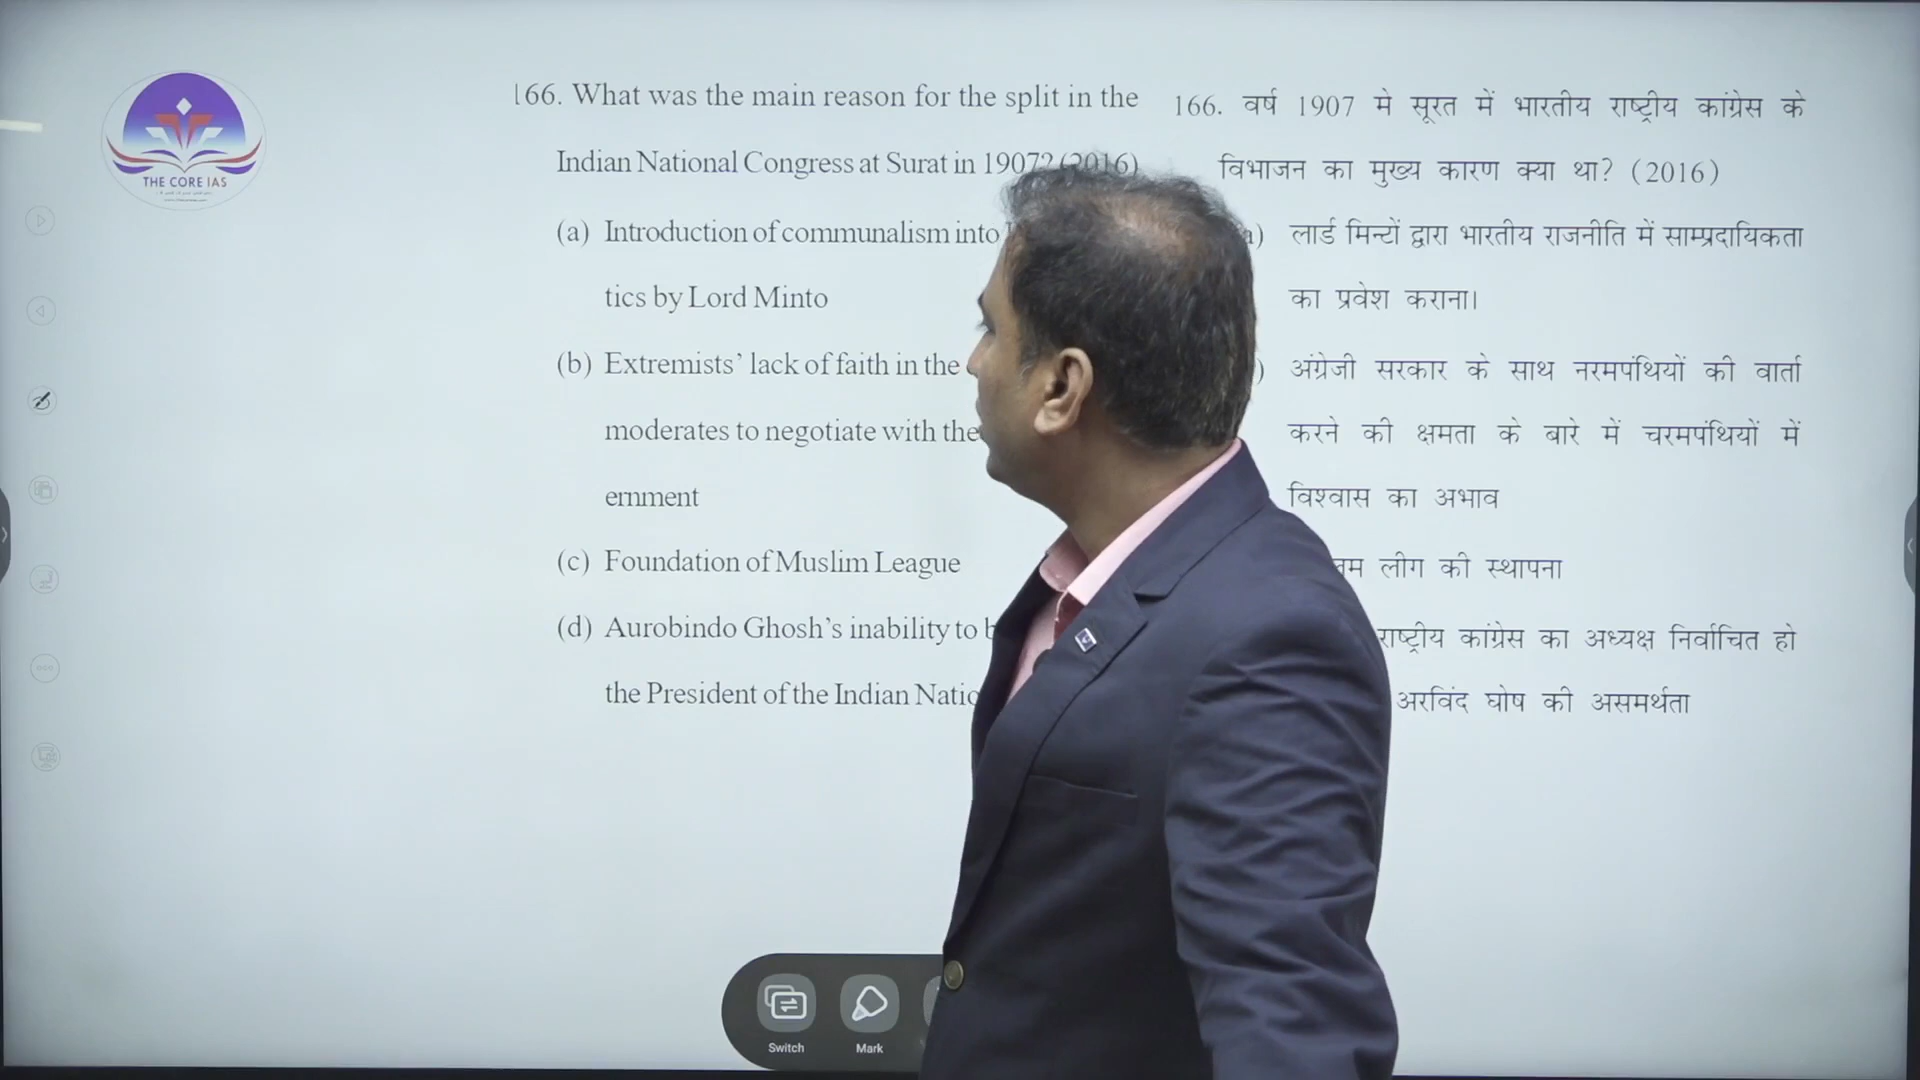 THE CORE IAS
166. What was the main reason for the split in the
Indian National Congress at Surat in 1907? (2016)
(a) Introduction of communalism into
tics by Lord Minto
(b) Extremists’ lack of faith in the
moderates to negotiate with the
ernment
(c) Foundation of Muslim League
(d) Aurobindo Ghosh’s inability to
the President of the Indian
166. वर्ष 1907 मे सूरत में भारतीय राष्ट्रीय कांग्रेस के
विभाजन का मुख्य कारण क्या था? (2016)
लार्ड मिन्टों द्वारा भारतीय राजनीति में साम्प्रदायिकता
का प्रवेश कराना।
अंग्रेजी सरकार के साथ नरमपंथियों की वार्ता
करने की क्षमता के बारे में चरमपंथियों में
विश्वास का अभाव
लीग की स्थापना
राष्ट्रीय कांग्रेस का अध्यक्ष निर्वाचित हो
अरविंद घोष की असमर्थता
Switch
Mark